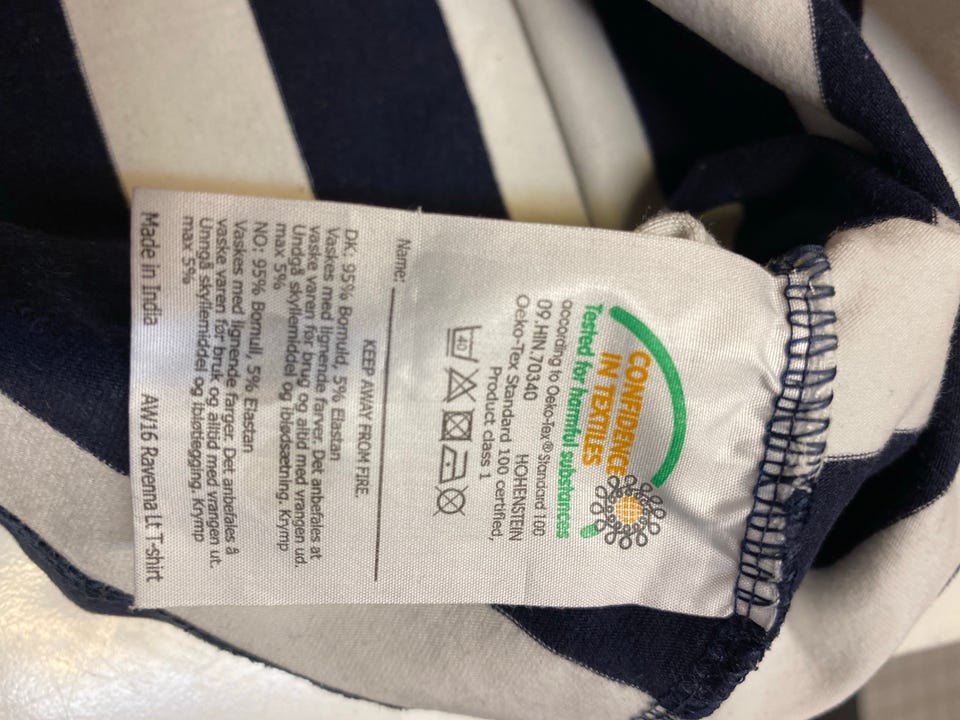 CONFIDENCE
IN TEXTILES
Tested for harmful substances
according to Oeko-Tex® Standard 100
09.HIN.70340 HOHENSTEIN
Oeko-Tex Standard 100 certified,
Product class 1
40
Name:
KEEP AWAY FROM FIRE
DK: 95% Bomuld, 5% Elastan
Vaskes med lignende farver. Det anbefales at
vaske varen før brug og altid med vrangen ud.
Undgå skyllemiddel og iblødsætning. Krymp
max 5%
NO: 95% Bomull, 5% Elastan
Vaskes med lignende farger. Det anbefales å
vaske varen før bruk og alltid med vrangen ut.
Unngå skyllemiddel og ibløtlegging. Krymp
max 5%
Made in India AW16 Ravenna Lt T-shirt